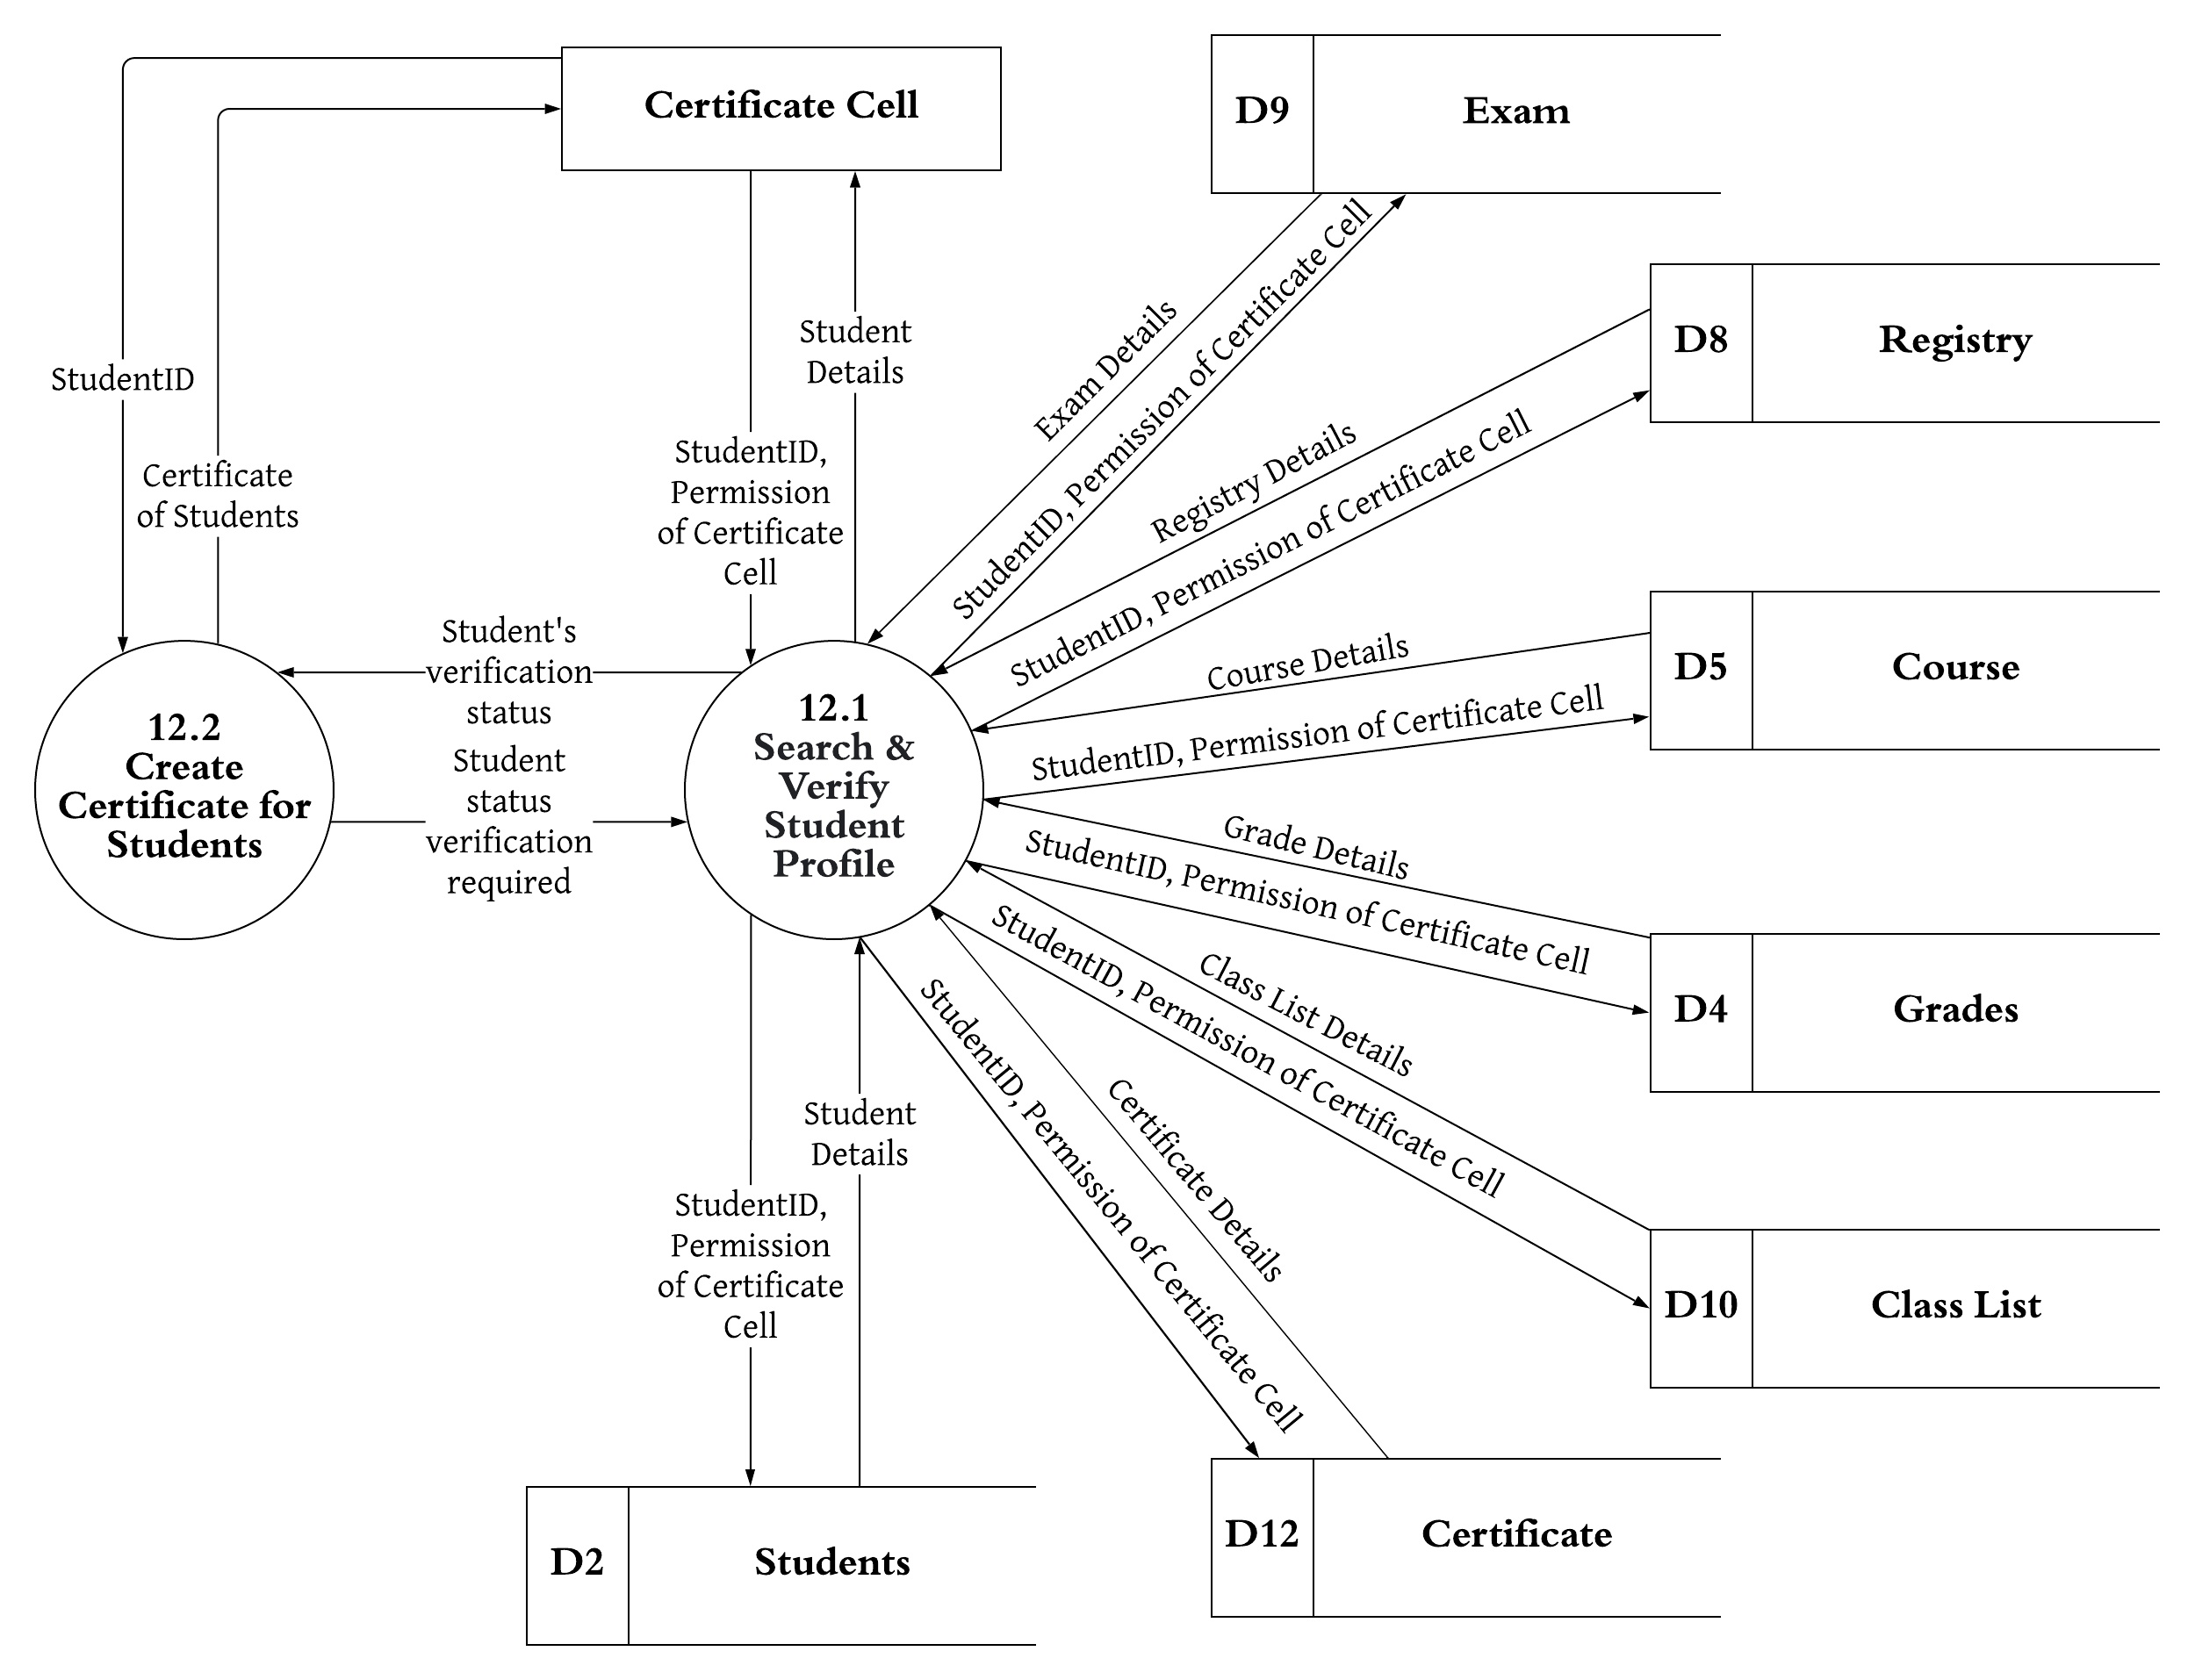 Certificate Cell
D9
Exam
D8
Registry
D5
Course
D4
Grades
D10
Class List
D12
Certificate
D2
Students
12.2
Create
Certificate for
Students
12.1
Search &
Verify
Student
Profile
StudentID
Certificate
of Students
StudentID,
Permission
of Certificate
Cell
Student
Details
Student's
verification
status
Student
status
verification
required
Exam Details
StudentID, Permission of Certificate Cell
Registry Details
StudentID, Permission of Certificate Cell
Course Details
StudentID, Permission of Certificate Cell
Grade Details
StudentID, Permission of Certificate Cell
Class List Details
StudentID, Permission of Certificate Cell
Certificate Details
StudentID, Permission of Certificate Cell
Student
Details
StudentID,
Permission
of Certificate
Cell